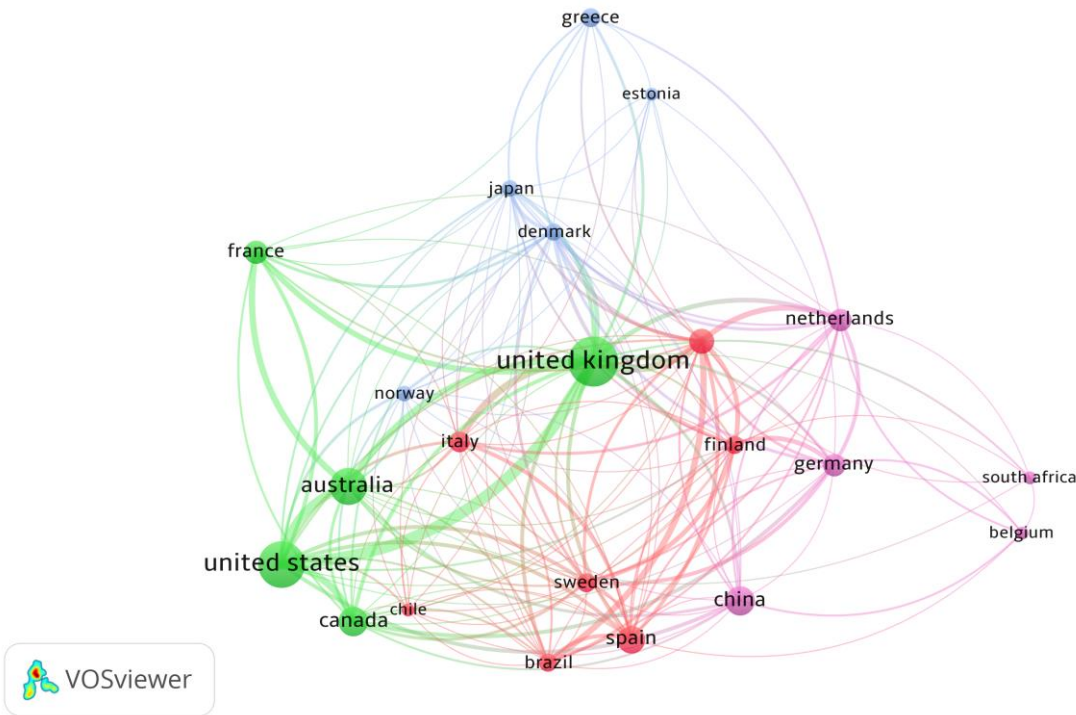 greece
estonia
japan
denmark
france
netherlands
united kingdom
norway
italy
finland
germany
south africa
australia
belgium
united states
sweden
china
chile
canada
spain
brazil
VOSviewer